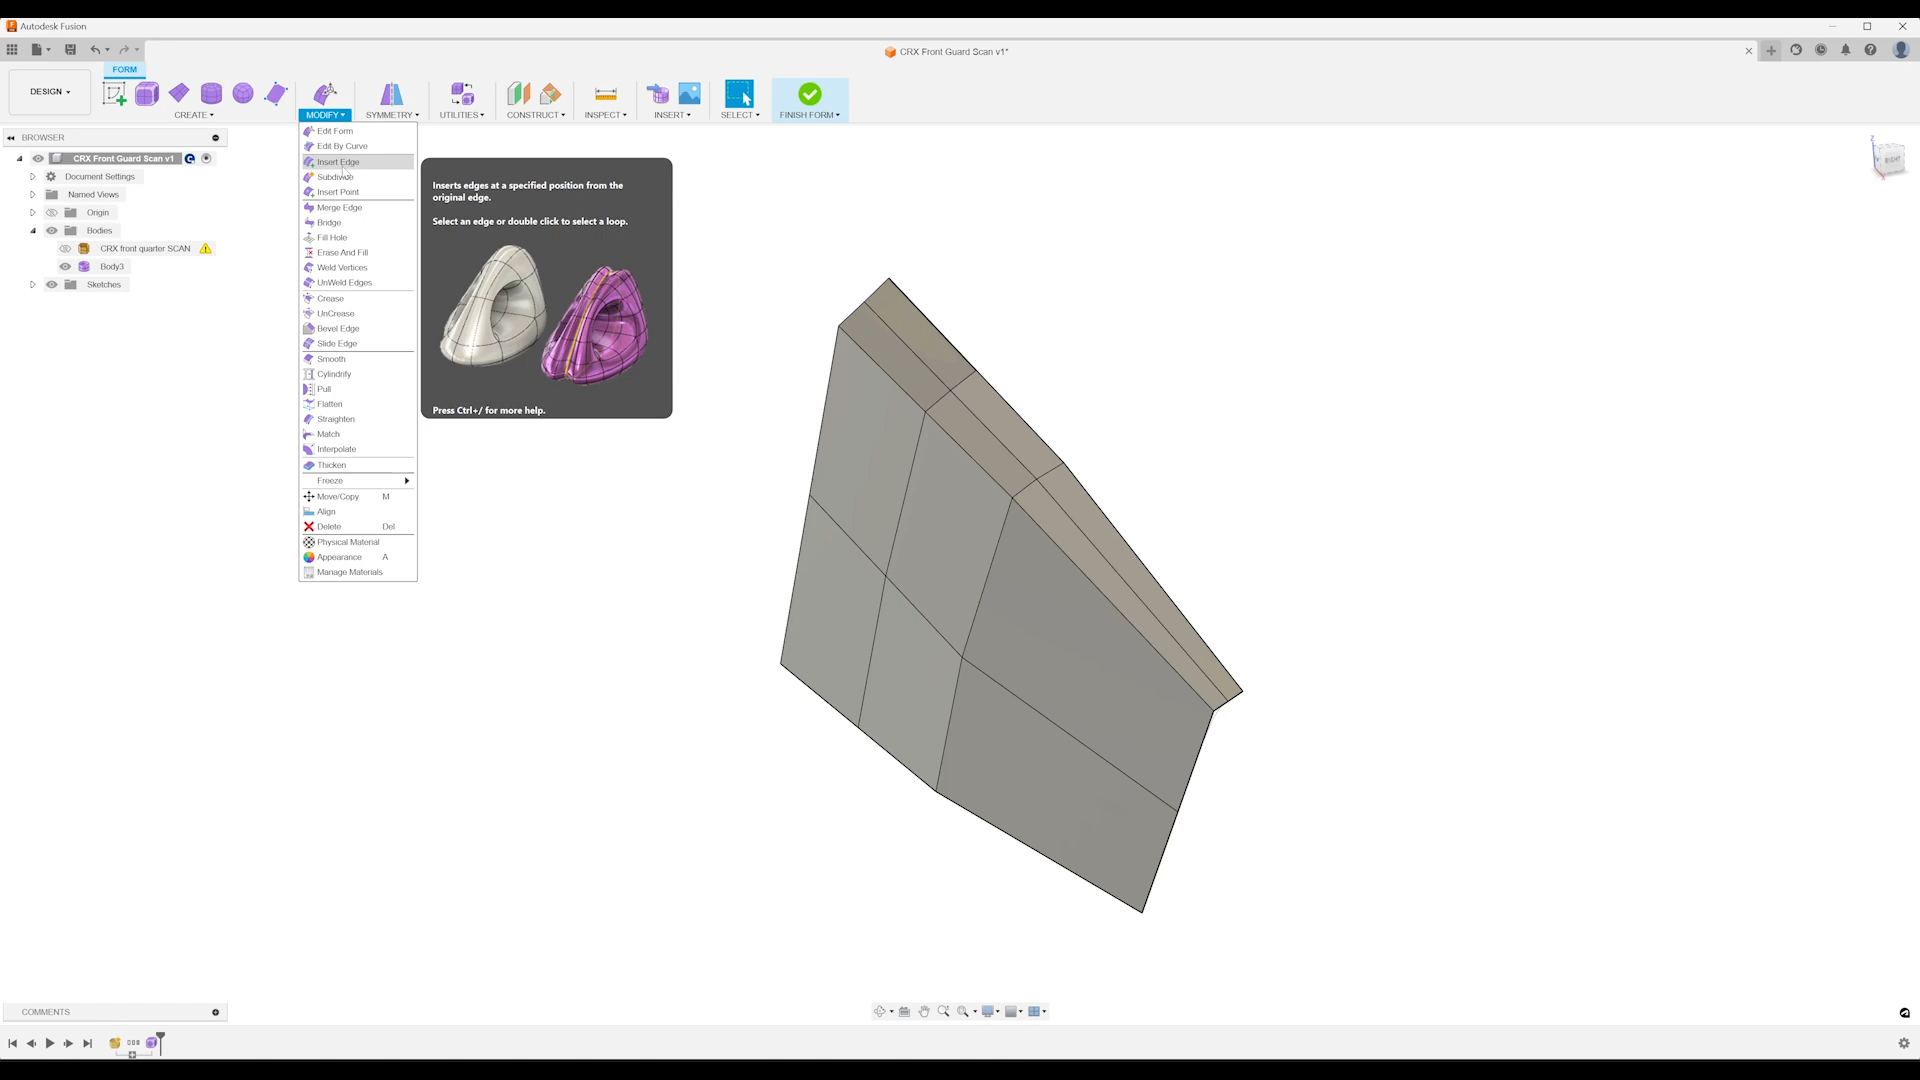 Autodesk Fusion
CRX Front Guard Scan v1*
FORM
DESIGN
CREATE
MODIFY
SYMMETRY
UTILITIES
CONSTRUCT
INSPECT
INSERT
SELECT
FINISH FORM
BROWSER
CRX Front Guard Scan v1
Document Settings
Named Views
Origin
Bodies
CRX front quarter SCAN
Body3
Sketches
Edit Form
Edit By Curve
Insert Edge
Subdivide
Insert Point
Merge Edge
Bridge
Fill Hole
Erase And Fill
Weld Vertices
UnWeld Edges
Crease
UnCrease
Bevel Edge
Slide Edge
Smooth
Cylindrify
Pull
Flatten
Straighten
Match
Interpolate
Thicken
Freeze
Move/Copy M
Align
Delete Del
Physical Material
Appearance A
Manage Materials
Inserts edges at a specified position from the
original edge.
Select an edge or double click to select a loop.
Press Ctrl+/ for more help.
Z
RIGHT
COMMENTS